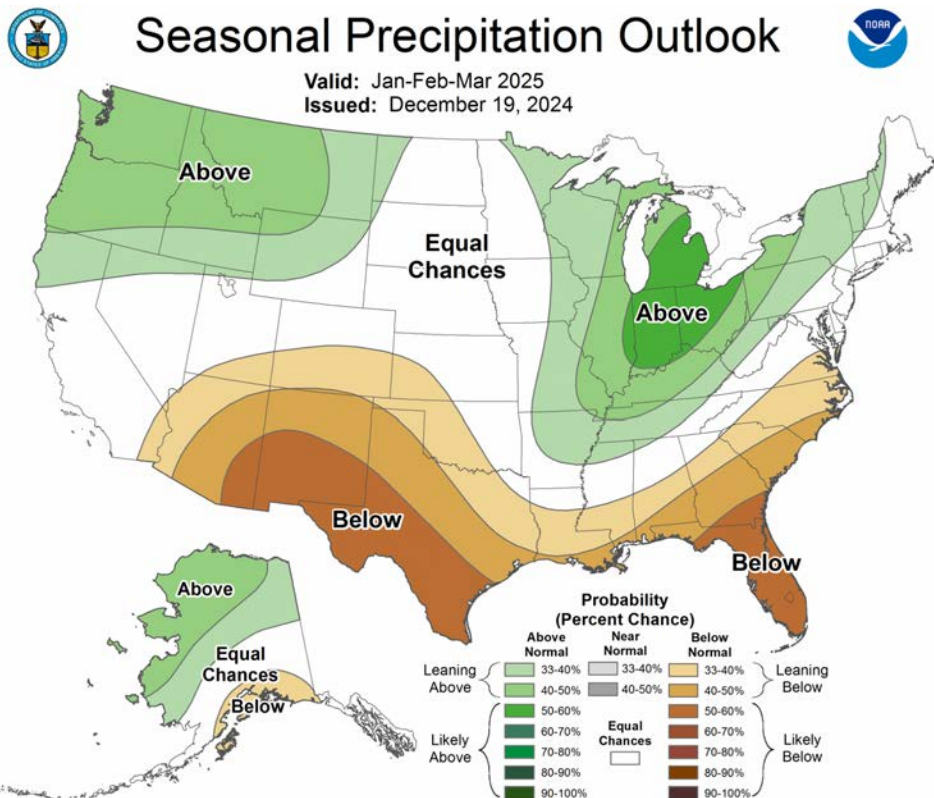 Seasonal Precipitation Outlook
NOAA
Valid: Jan-Feb-Mar 2025
Issued: December 19, 2024
Above
Equal
Chances
Above
Below
Below
Above
Equal
Chances
Below
Probability
(Percent Chance)
Above
Normal
Near
Normal
Below
Normal
Leaning
Above
33-40%
33-40%
33-40%
Leaning
Below
40-50%
40-50%
40-50%
Likely
Above
50-60%
50-60%
Likely
Below
60-70%
60-70%
70-80%
Equal
Chances
70-80%
80-90%
80-90%
90-100%
90-100%